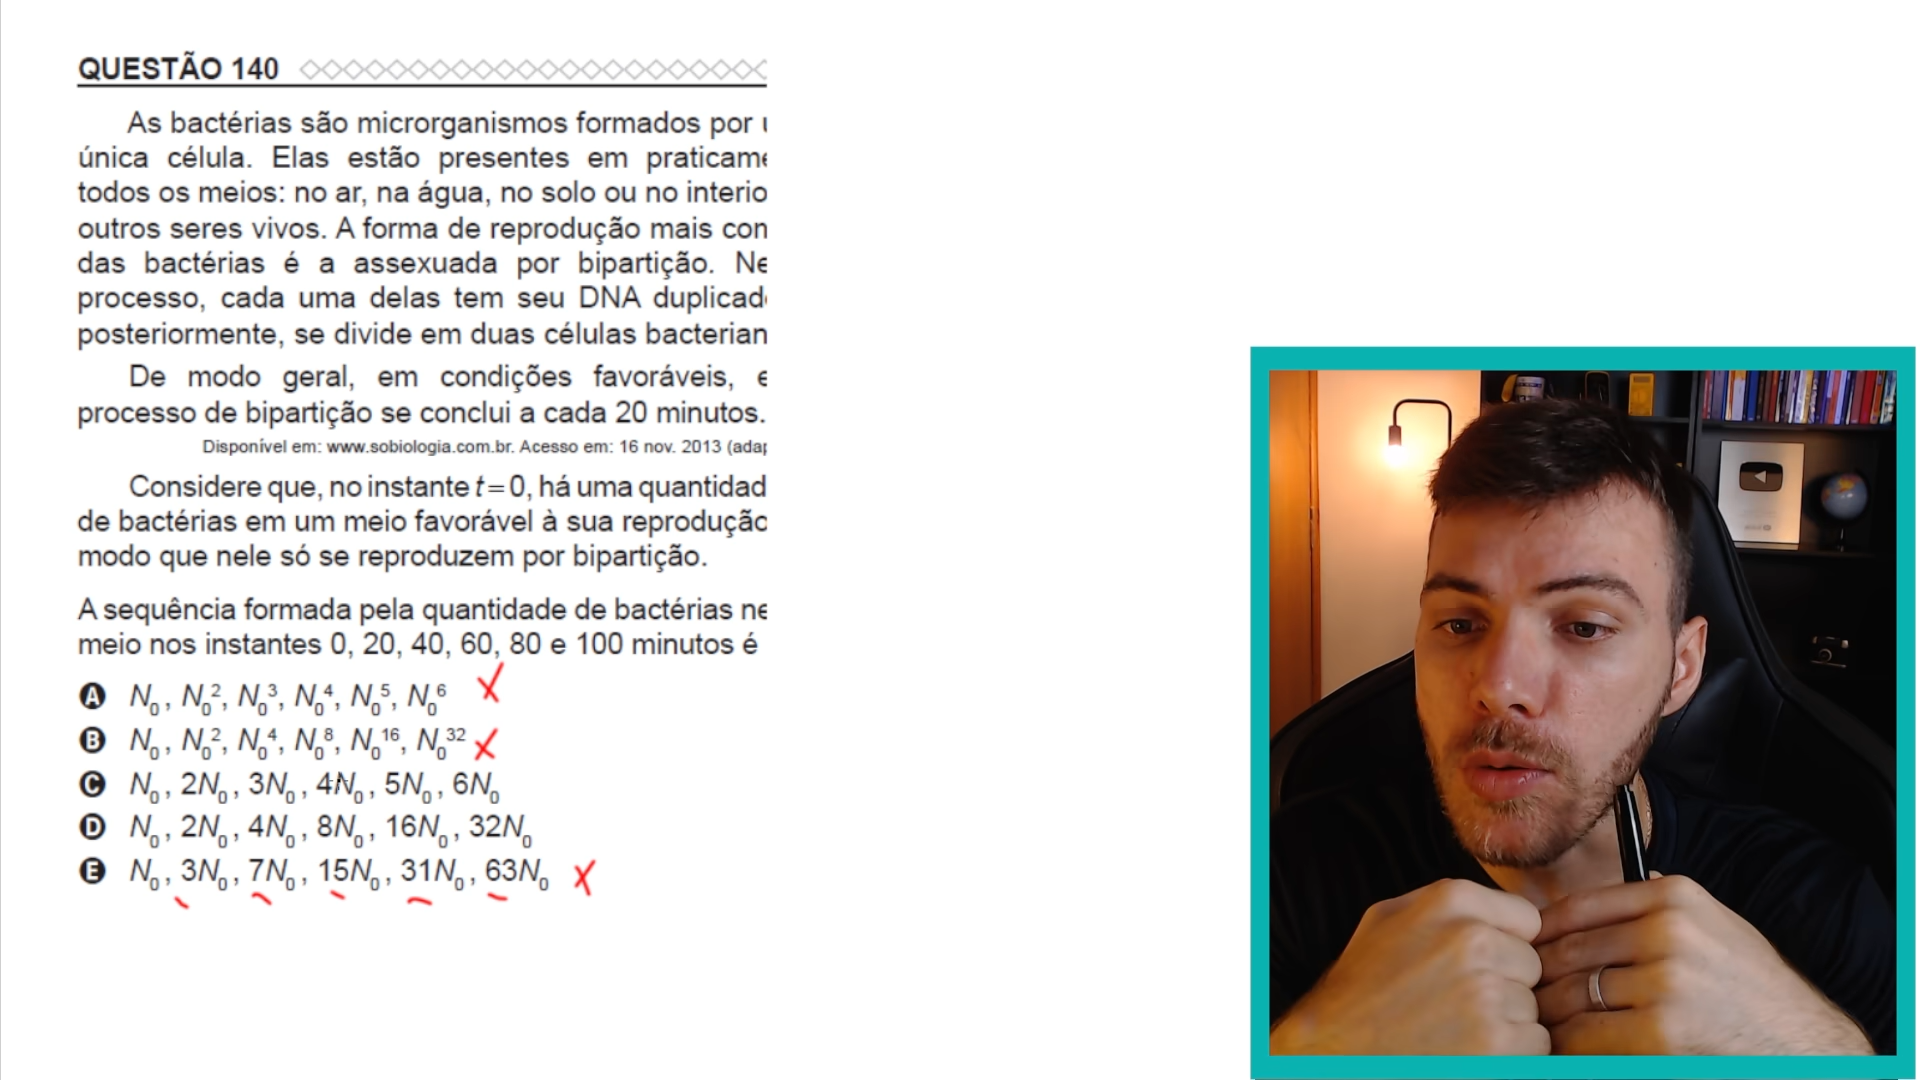 QUESTÃO 140
As bactérias são microrganismos formados por
única célula. Elas estão presentes em praticame
todos os meios: no ar, na água, no solo ou no interio
outros seres vivos. A forma de reprodução mais con
das bactérias é a assexuada por bipartição. Ne
processo, cada uma delas tem seu DNA duplicad
posteriormente, se divide em duas células bacterian
De modo geral, em condições favoráveis, e
processo de bipartição se conclui a cada 20 minutos.
Disponível em: www.sobiologia.com.br. Acesso em: 16 nov. 2013 (adap
Considere que, no instante t = 0, há uma quantidad
de bactérias em um meio favorável à sua reprodução
modo que nele só se reproduzem por bipartição.
A sequência formada pela quantidade de bactérias ne
meio nos instantes 0, 20, 40, 60, 80 e 100 minutos é
A N₀, N₀², N₀³, N₀⁴, N₀⁵, N₀⁶
B N₀, N₀², N₀⁴, N₀⁸, N₀¹⁶, N₀³²
C N₀, 2N₀, 3N₀, 4N₀, 5N₀, 6N₀
D N₀, 2N₀, 4N₀, 8N₀, 16N₀, 32N₀
E N₀, 3N₀, 7N₀, 15N₀, 31N₀, 63N₀